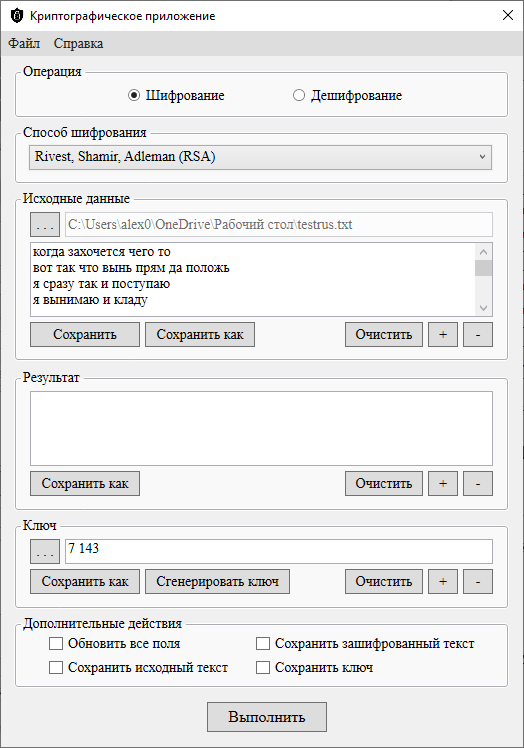 Криптографическое приложение
Файл Справка
Операция
Шифрование Дешифрование
Способ шифрования
Rivest, Shamir, Adleman (RSA)
Исходные данные
. . . C:\Users\alex0\OneDrive\Рабочий стол\testrus.txt
когда захочется чего то
вот так что вынь прям да положь
я сразу так и поступаю
я вынимаю и кладу
Сохранить Сохранить как Очистить + -
Результат
Сохранить как Очистить + -
Ключ
. . . 7 143
Сохранить как Сгенерировать ключ Очистить + -
Дополнительные действия
Обновить все поля Сохранить зашифрованный текст
Сохранить исходный текст Сохранить ключ
Выполнить